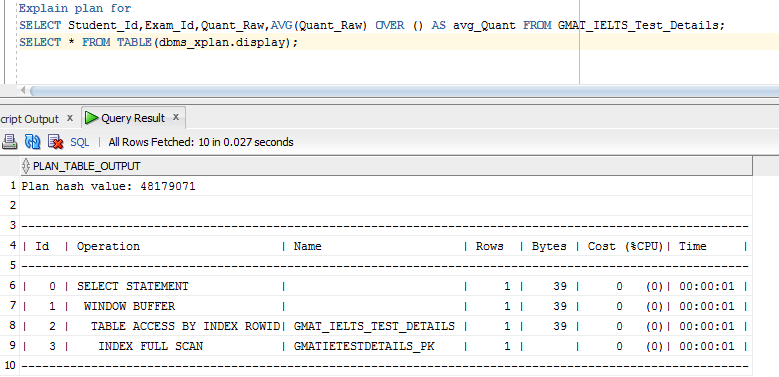 Explain plan for
SELECT Student_Id,Exam_Id,Quant_Raw,AVG(Quant_Raw) OVER () AS avg_Quant FROM GMAT_IELTS_Test_Details;
SELECT * FROM TABLE(dbms_xplan.display);
cript Output x Query Result x
SQL | All Rows Fetched: 10 in 0.027 seconds
PLAN_TABLE_OUTPUT
1 Plan hash value: 48179071
2
3 --------------------------------------------------------------------------------------------------------
4 | Id | Operation | Name | Rows | Bytes | Cost (%CPU)| Time |
5 --------------------------------------------------------------------------------------------------------
6 | 0 | SELECT STATEMENT | | 1 | 39 | 0 (0)| 00:00:01 |
7 | 1 | WINDOW BUFFER | | 1 | 39 | 0 (0)| 00:00:01 |
8 | 2 | TABLE ACCESS BY INDEX ROWID| GMAT_IELTS_TEST_DETAILS | 1 | 39 | 0 (0)| 00:00:01 |
9 | 3 | INDEX FULL SCAN | GMATIETESTDETAILS_PK | 1 | | 0 (0)| 00:00:01 |
10 --------------------------------------------------------------------------------------------------------